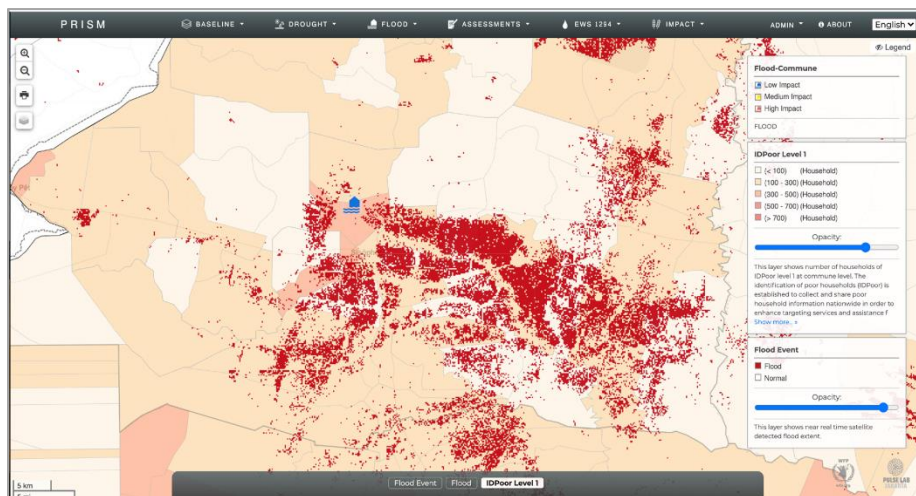 PRISM
BASELINE
DROUGHT
FLOOD
ASSESSMENTS
EWS 1294
IMPACT
ADMIN
ABOUT
English
Legend
Flood-Commune
Low Impact
Medium Impact
High Impact
FLOOD
IDPoor Level 1
(< 100) (Household)
(100 - 300) (Household)
(300 - 500) (Household)
(500 - 700) (Household)
(> 700) (Household)
Opacity:
This layer shows number of households of
IDPoor level 1 at commune level. The
identification of poor households (IDPoor) is
established to collect and share poor
household information nationwide in order to
enhance targeting services and assistance f
Show more..
Flood Event
Flood
Normal
Opacity:
This layer shows near real time satellite
detected flood extent.
5 km
Flood Event
Flood
IDPoor Level 1
WFP
PULSE LAB
JAKARTA